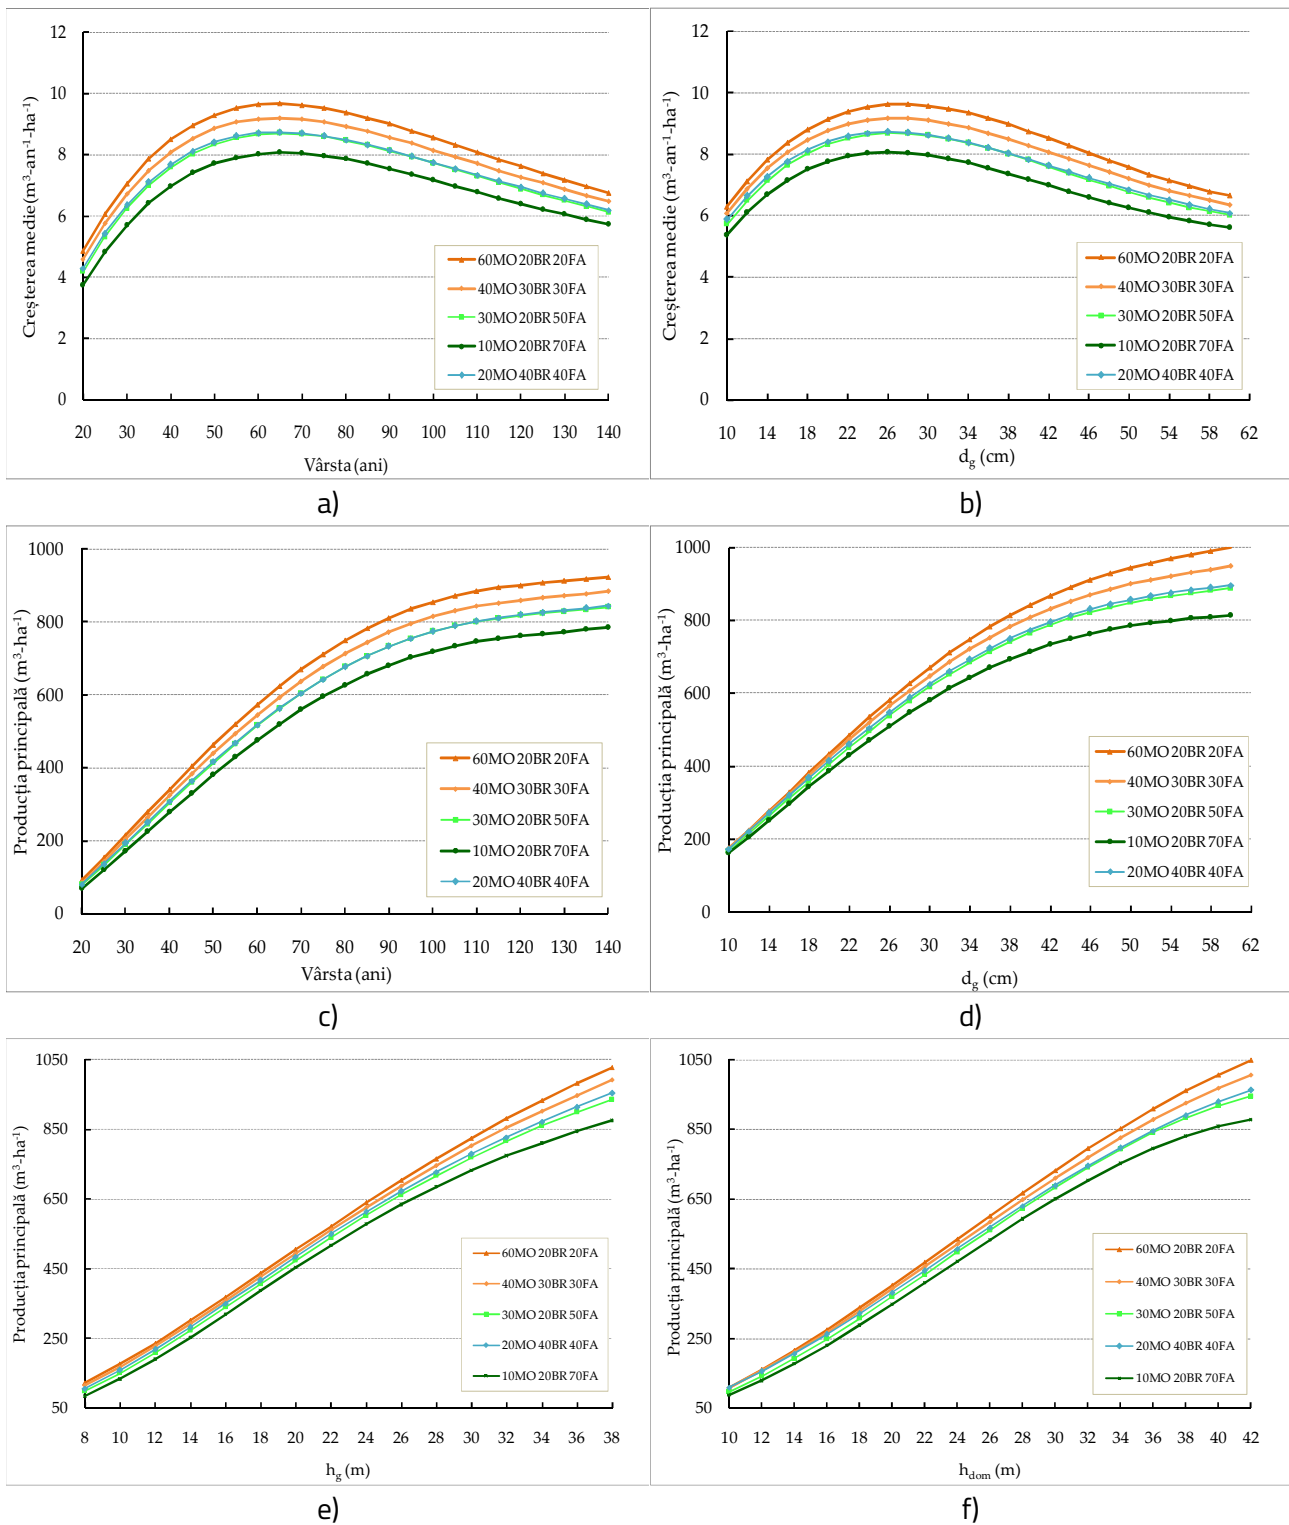 12
10
8
6
4
2
0
Creșterea medie (m³-an⁻¹-ha⁻¹)
60MO20BR20FA
40MO30BR30FA
30MO20BR50FA
10MO20BR70FA
20MO40BR40FA
20 30 40 50 60 70 80 90 100 110 120 130 140
Vârsta (ani)
a)
12
10
8
6
4
2
0
Creșterea medie (m³-an⁻¹-ha⁻¹)
60MO20BR20FA
40MO30BR30FA
30MO20BR50FA
10MO20BR70FA
20MO40BR40FA
10 14 18 22 26 30 34 38 42 46 50 54 58 62
d_g (cm)
b)
1000
800
600
400
200
0
Producția principală (m³-ha⁻¹)
60MO20BR20FA
40MO30BR30FA
30MO20BR50FA
10MO20BR70FA
20MO40BR40FA
20 30 40 50 60 70 80 90 100 110 120 130 140
Vârsta (ani)
c)
1000
800
600
400
200
0
Producția principală (m³-ha⁻¹)
60MO20BR20FA
40MO30BR30FA
30MO20BR50FA
10MO20BR70FA
20MO40BR40FA
10 14 18 22 26 30 34 38 42 46 50 54 58 62
d_g (cm)
d)
1050
850
650
450
250
50
Producția principală (m³-ha⁻¹)
60MO20BR20FA
40MO30BR30FA
30MO20BR50FA
20MO40BR40FA
10MO20BR70FA
8 10 12 14 16 18 20 22 24 26 28 30 32 34 36 38
h_g (m)
e)
1050
850
650
450
250
50
Producția principală (m³-ha⁻¹)
60MO20BR20FA
40MO30BR30FA
30MO20BR50FA
20MO40BR40FA
10MO20BR70FA
10 12 14 16 18 20 22 24 26 28 30 32 34 36 38 40 42
h_dom (m)
f)